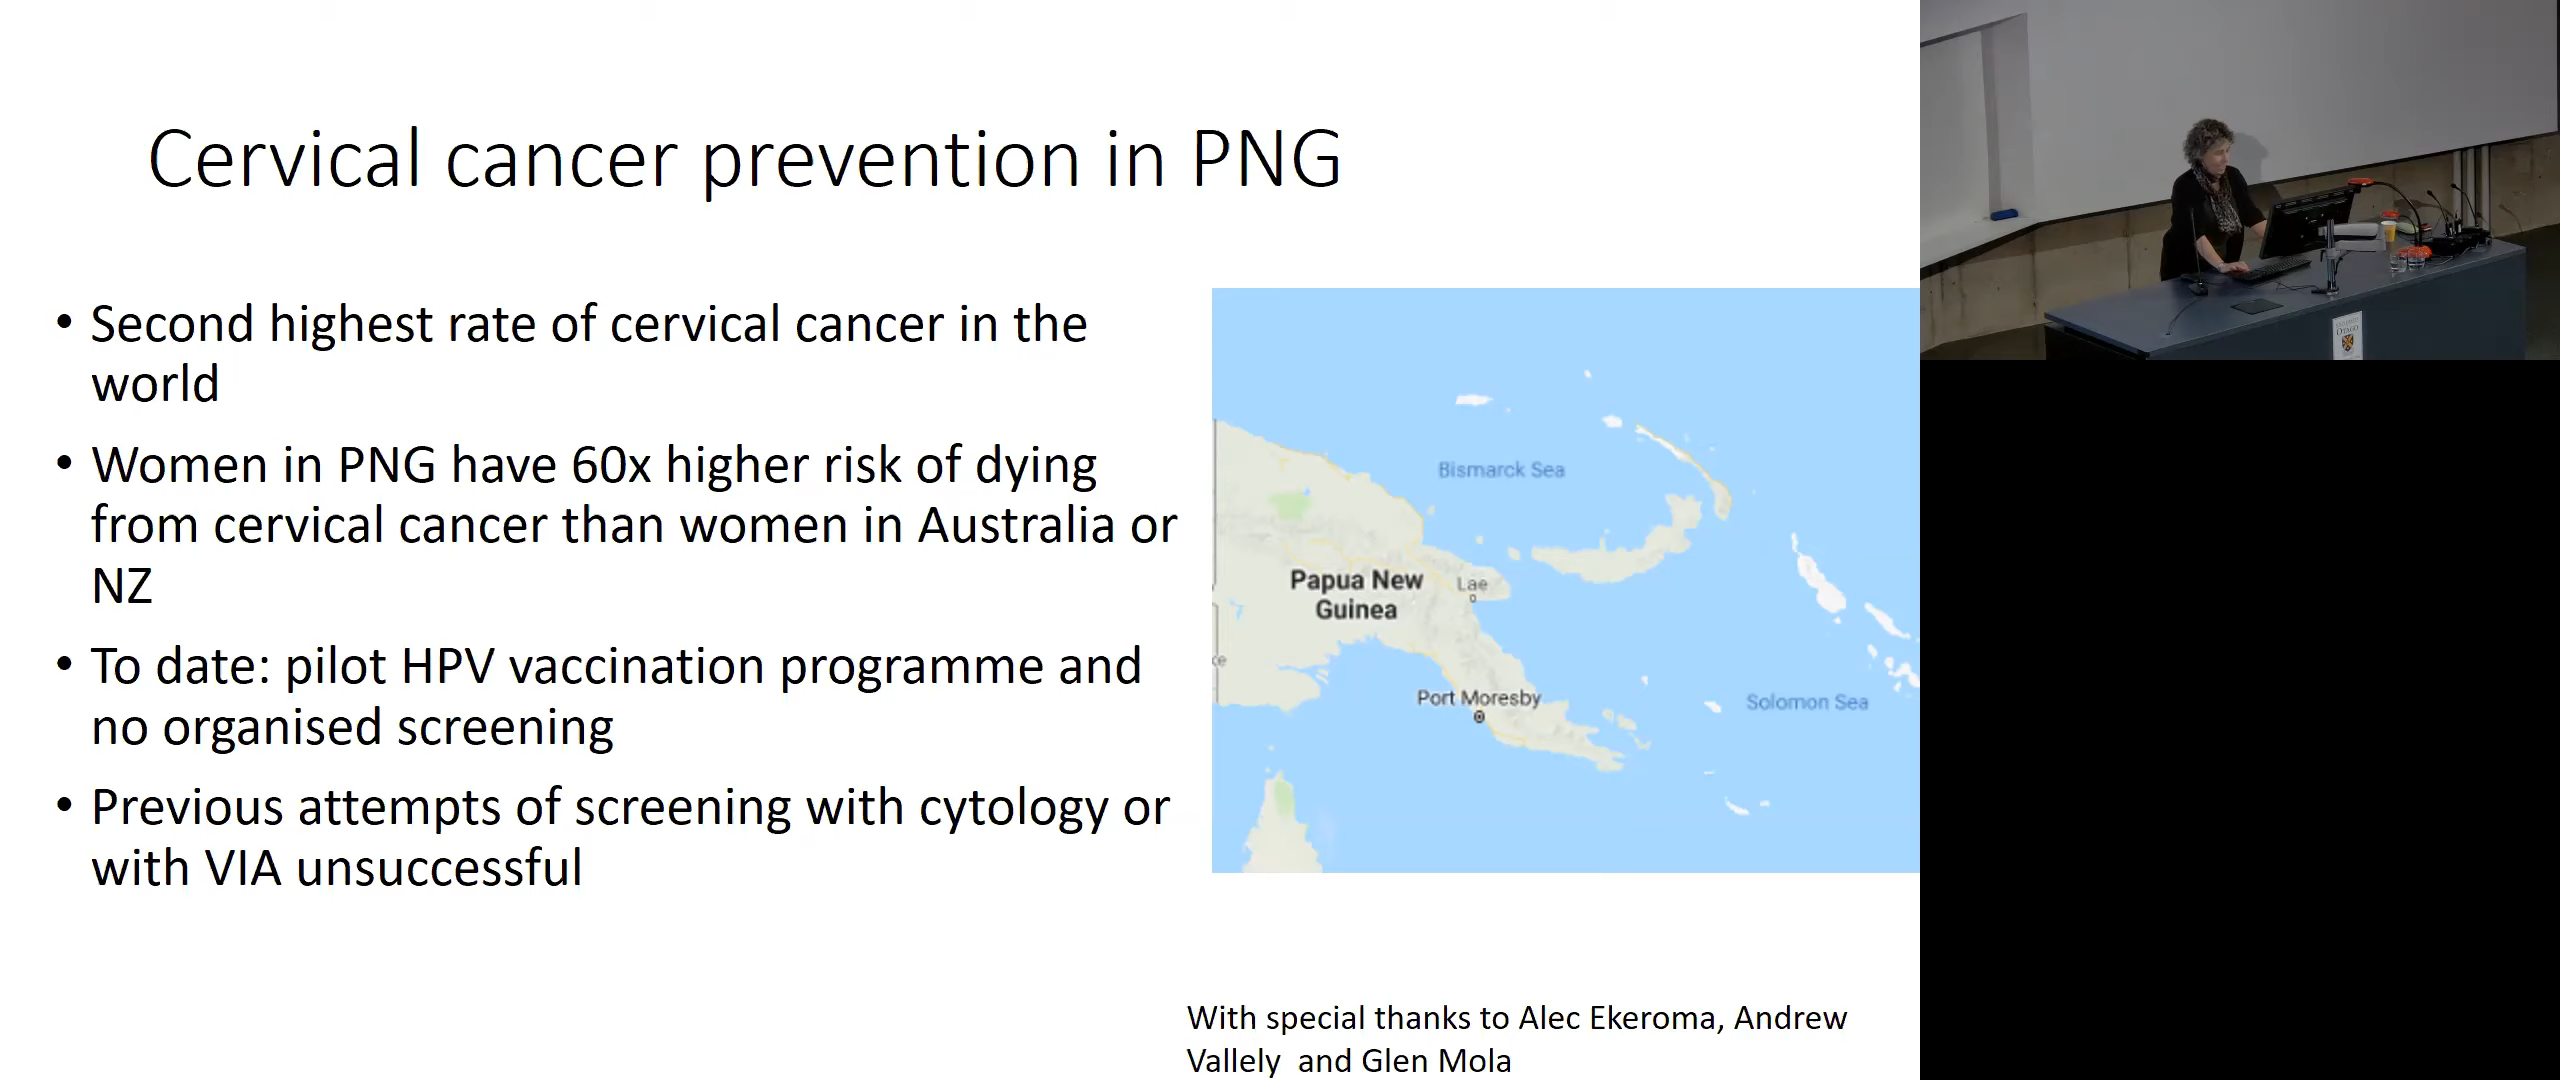 Cervical cancer prevention in PNG
• Second highest rate of cervical cancer in the
world
• Women in PNG have 60x higher risk of dying
from cervical cancer than women in Australia or
NZ
• To date: pilot HPV vaccination programme and
no organised screening
• Previous attempts of screening with cytology or
with VIA unsuccessful
Bismarck Sea
Papua New
Guinea
Lae
Port Moresby
Solomon Sea
With special thanks to Alec Ekeroma, Andrew
Vallely and Glen Mola
OTAGO